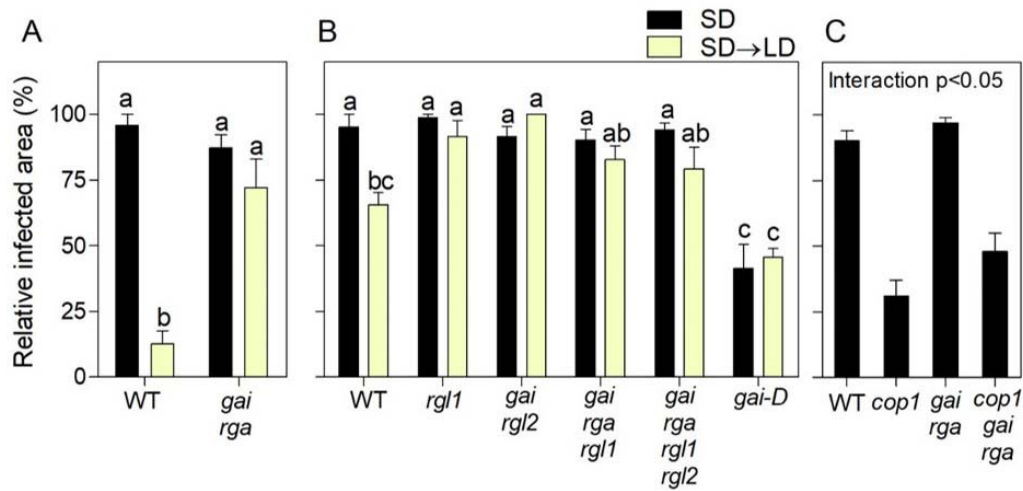 A
B
SD
SD→LD
C
Relative infected area (%)
100
75
50
25
0
a
b
a
a
WT
gai
rga
a
bc
a
a
a
a
a
ab
a
ab
c
c
WT
rgl1
gai
rgl2
gai
rga
rgl1
gai
rga
rgl1
rgl2
gai-D
Interaction p<0.05
WT
cop1
gai
rga
cop1
gai
rga